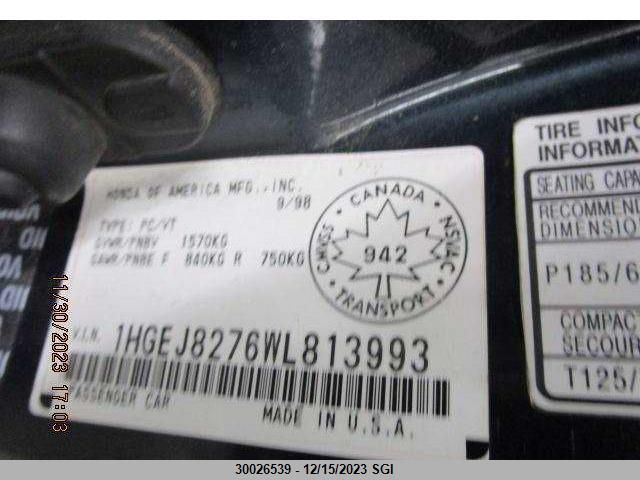 HONDA OF AMERICA MFG.,INC.
9/98
TYPE: PC/VT
GVWR/PNBV 1570KG
GAWR/PNBE F 840KG R 750KG
CANADA
CMVSS 942 NSVAC
TRANSPORT
V.I.N. 1HGEJ8276WL813993
PASSENGER CAR MADE IN U.S.A.
TIRE INFO
INFORMAT
SEATING CAPA
RECOMMEND
DIMENSION
P185/6
COMPAC
SECOUR
T125/
11/30/2023 17:03
30026539 - 12/15/2023 SGI